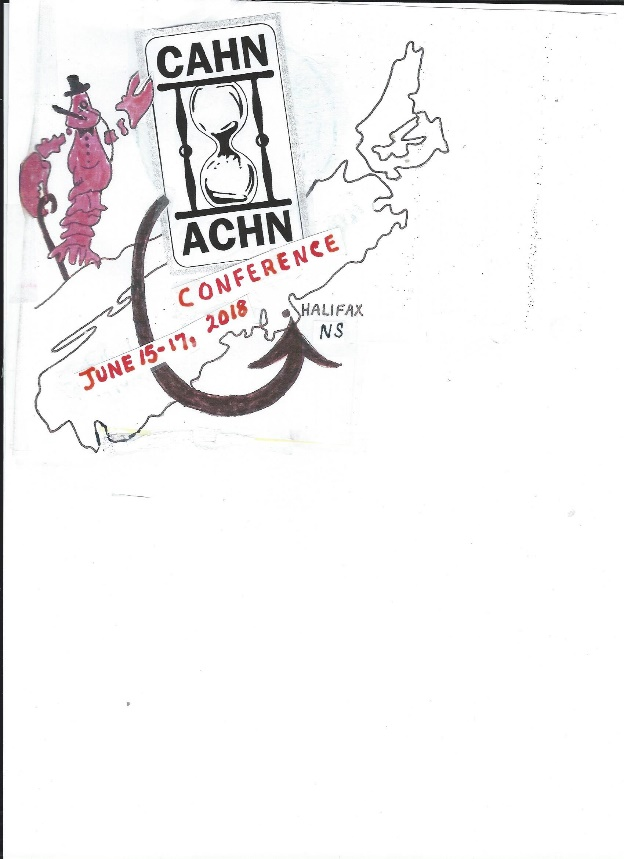 CAHN
ACHN
CONFERENCE
JUNE 15-17, 2018
HALIFAX
NS